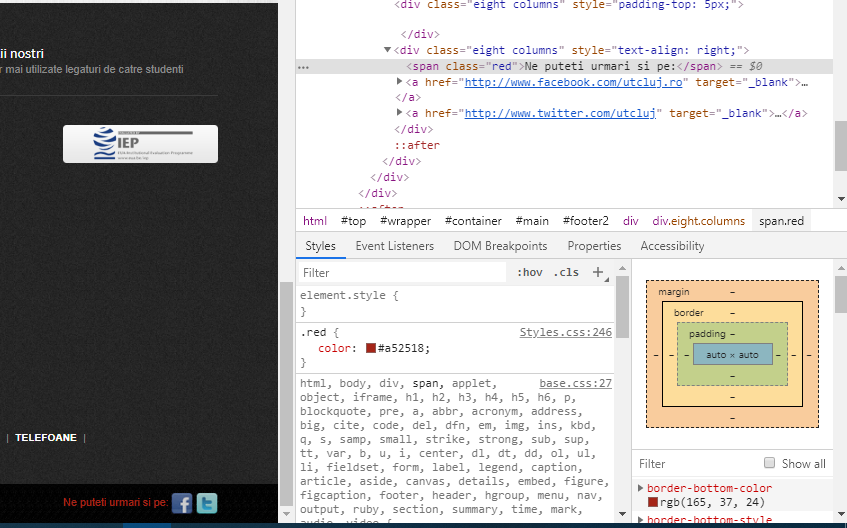 ii nostri
r mai utilizate legaturi de catre studenti
IEP
| TELEFOANE |
Ne puteti urmari si pe:
<div class="eight columns" style="padding-top: 5px;">
</div>
▼<div class="eight columns" style="text-align: right;">
... <span class="red">Ne puteti urmari si pe:</span> == $0
▶<a href="http://www.facebook.com/utcluj.ro" target="_blank">…
</a>
▶<a href="http://www.twitter.com/utcluj" target="_blank">…</a>
</div>
::after
</div>
</div>
</div>
::after
html #top #wrapper #container #main #footer2 div div.eight.columns span.red
Styles Event Listeners DOM Breakpoints Properties Accessibility
Filter :hov .cls +
element.style {
}
.red { Styles.css:246
color: #a52518;
}
html, body, div, span, applet, base.css:27
object, iframe, h1, h2, h3, h4, h5, h6, p,
blockquote, pre, a, abbr, acronym, address,
big, cite, code, del, dfn, em, img, ins, kbd,
q, s, samp, small, strike, strong, sub, sup,
tt, var, b, u, i, center, dl, dt, dd, ol, ul,
li, fieldset, form, label, legend, caption,
article, aside, canvas, details, embed, figure,
figcaption, footer, header, hgroup, menu, nav,
output, ruby, section, summary, time, mark,
audio, video {
margin –
border –
padding –
– – – auto × auto – – –
–
–
–
Filter Show all
▶border-bottom-color
rgb(165, 37, 24)
▶border-bottom-style